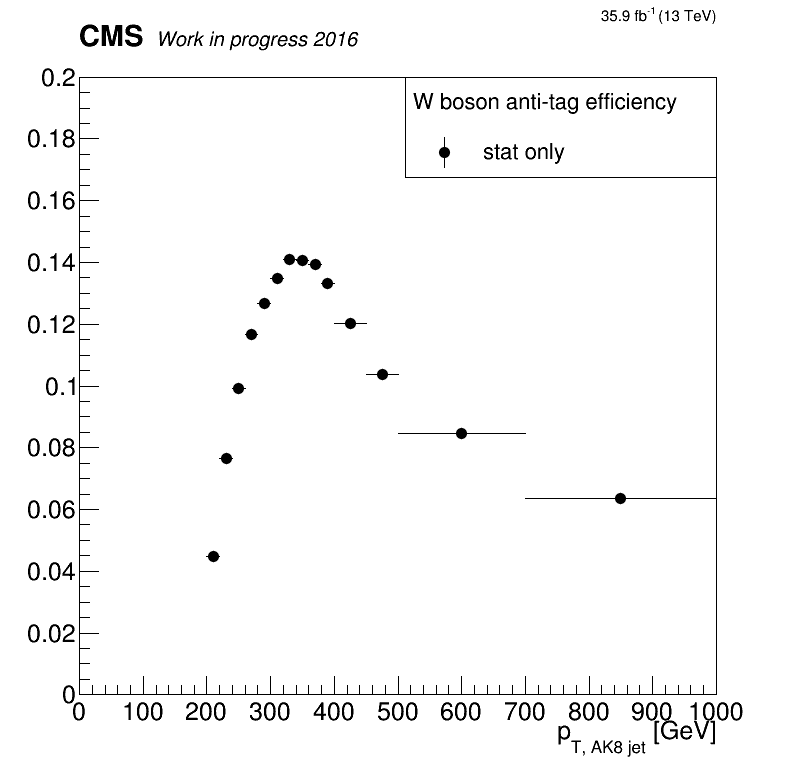 35.9 fb⁻¹ (13 TeV)
CMS Work in progress 2016
W boson anti-tag efficiency
stat only
0.2
0.18
0.16
0.14
0.12
0.1
0.08
0.06
0.04
0.02
0
0 100 200 300 400 500 600 700 800 900 1000
p_T, AK8 jet [GeV]